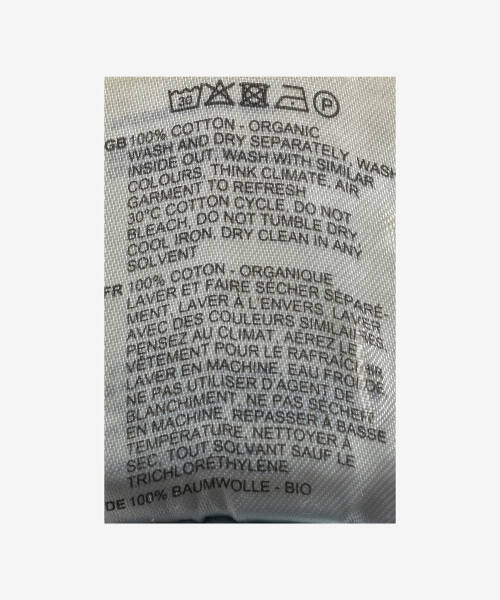 30 P
GB 100% COTTON - ORGANIC
WASH AND DRY SEPARATELY, WASH
INSIDE OUT, WASH WITH SIMILAR
COLOURS, THINK CLIMATE, AIR
GARMENT TO REFRESH
30°C COTTON CYCLE, DO NOT
BLEACH, DO NOT TUMBLE DRY,
COOL IRON, DRY CLEAN IN ANY
SOLVENT
FR 100% COTON - ORGANIQUE
LAVER ET FAIRE SÉCHER SEPARÉ-
MENT, LAVER À L'ENVERS, LAVER
AVEC DES COULEURS SIMILAIRES,
PENSEZ AU CLIMAT, AÉREZ LE
VÊTEMENT POUR LE RAFRAÎCHIR
LAVER EN MACHINE, EAU FROIDE,
NE PAS UTILISER D'AGENT DE
BLANCHIMENT, NE PAS SÉCHER
EN MACHINE, REPASSER À BASSE
TEMPÉRATURE, NETTOYER À
SEC, TOUT SOLVANT SAUF LE
TRICHLORÉTHYLÈNE
DE 100% BAUMWOLLE - BIO